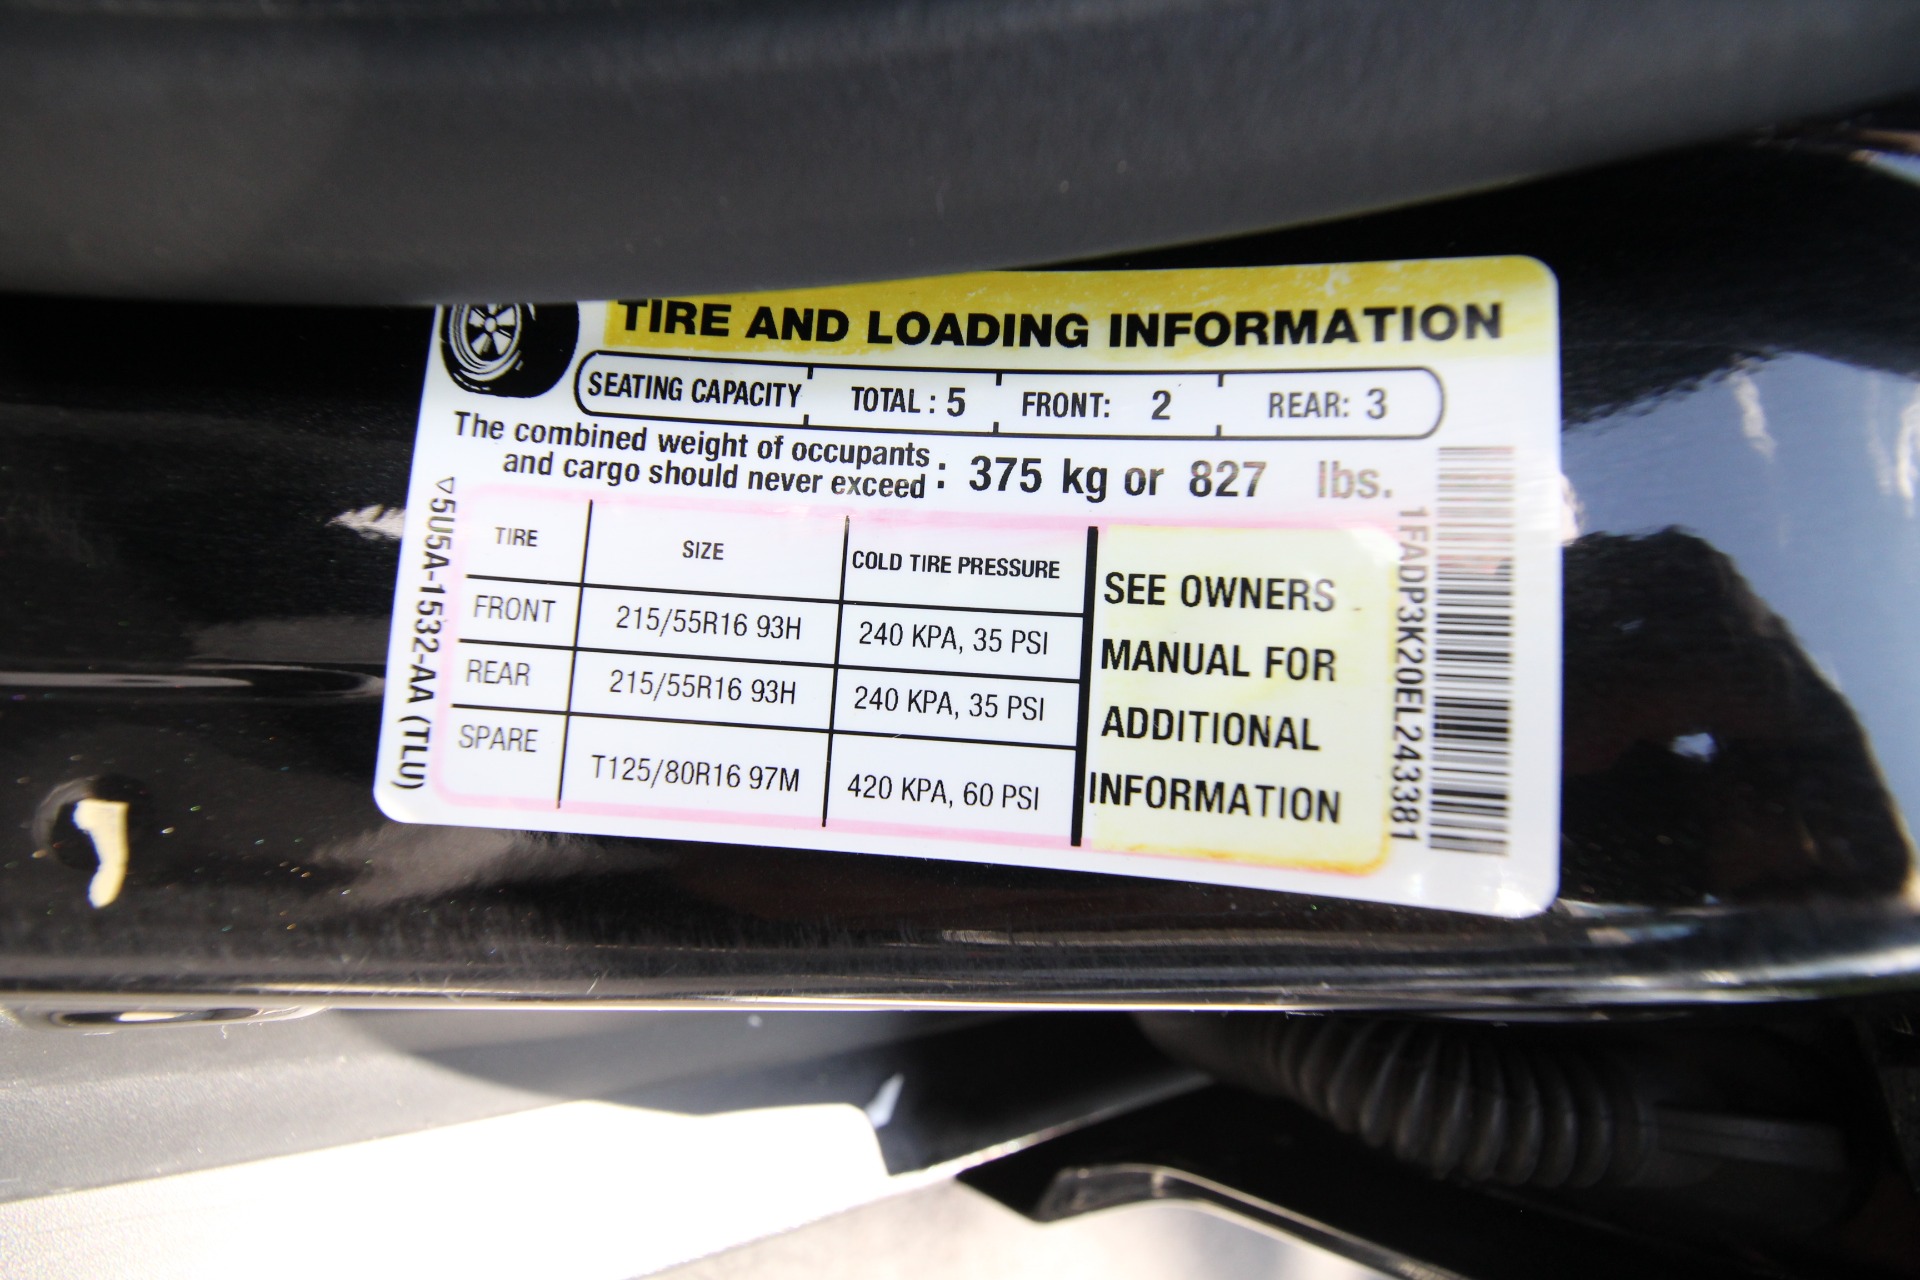 TIRE AND LOADING INFORMATION
SEATING CAPACITY TOTAL : 5 FRONT: 2 REAR: 3
The combined weight of occupants
and cargo should never exceed : 375 kg or 827 lbs.
TIRE SIZE COLD TIRE PRESSURE
FRONT 215/55R16 93H 240 KPA, 35 PSI
REAR 215/55R16 93H 240 KPA, 35 PSI
SPARE T125/80R16 97M 420 KPA, 60 PSI
SEE OWNERS
MANUAL FOR
ADDITIONAL
INFORMATION
▽5U5A-1532-AA (TLU)
1FADP3K20EL243381